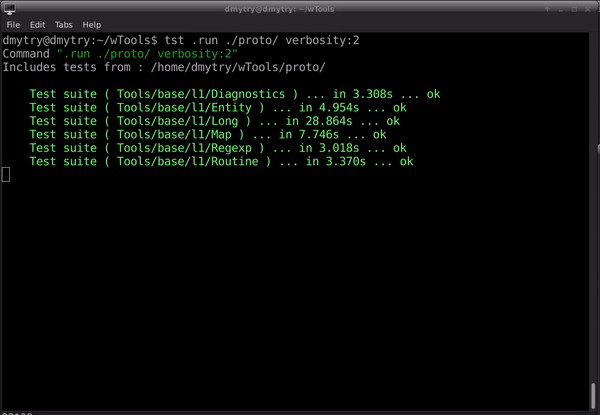 dmytry@dmytry: ~/wTools
File Edit Tabs Help
dmytry@dmytry:~/wTools$ tst .run ./proto/ verbosity:2
Command ".run ./proto/ verbosity:2"
Includes tests from : /home/dmytry/wTools/proto/
Test suite ( Tools/base/l1/Diagnostics ) ... in 3.308s ... ok
Test suite ( Tools/base/l1/Entity ) ... in 4.954s ... ok
Test suite ( Tools/base/l1/Long ) ... in 28.864s ... ok
Test suite ( Tools/base/l1/Map ) ... in 7.746s ... ok
Test suite ( Tools/base/l1/Regexp ) ... in 3.018s ... ok
Test suite ( Tools/base/l1/Routine ) ... in 3.370s ... ok